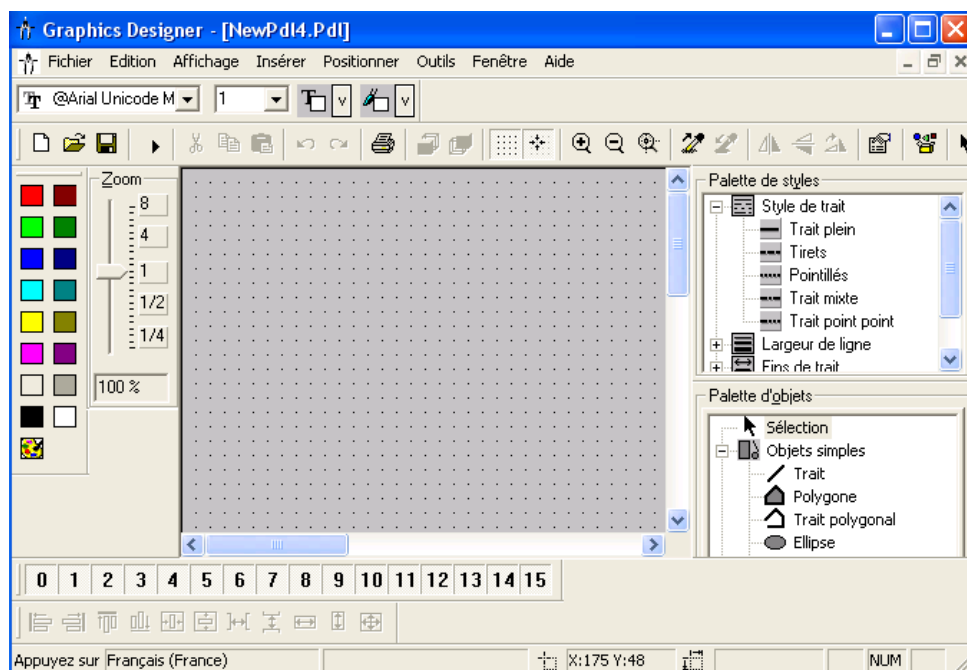 Graphics Designer - [NewPdl4.Pdl]
Fichier Edition Affichage Insérer Positionner Outils Fenêtre Aide
@Arial Unicode M 1 T v v
Zoom
8
4
1
1/2
1/4
100 %
Palette de styles
Style de trait
Trait plein
Tirets
Pointillés
Trait mixte
Trait point point
Largeur de ligne
Fins de trait
Palette d'objets
Sélection
Objets simples
Trait
Polygone
Trait polygonal
Ellipse
0 1 2 3 4 5 6 7 8 9 10 11 12 13 14 15
Appuyez sur Français (France) X:175 Y:48 NUM